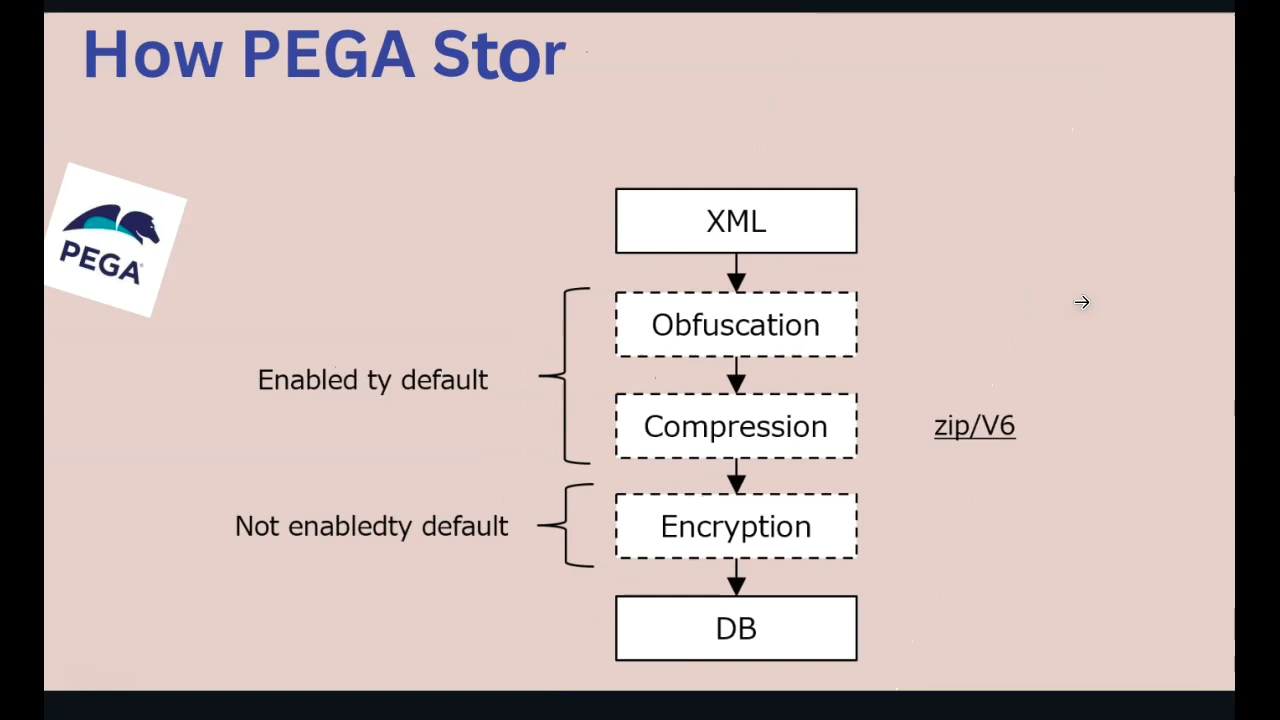 How PEGA Stor
PEGA
XML
Obfuscation
Enabled ty default
Compression
zip/V6
Not enabledty default
Encryption
DB